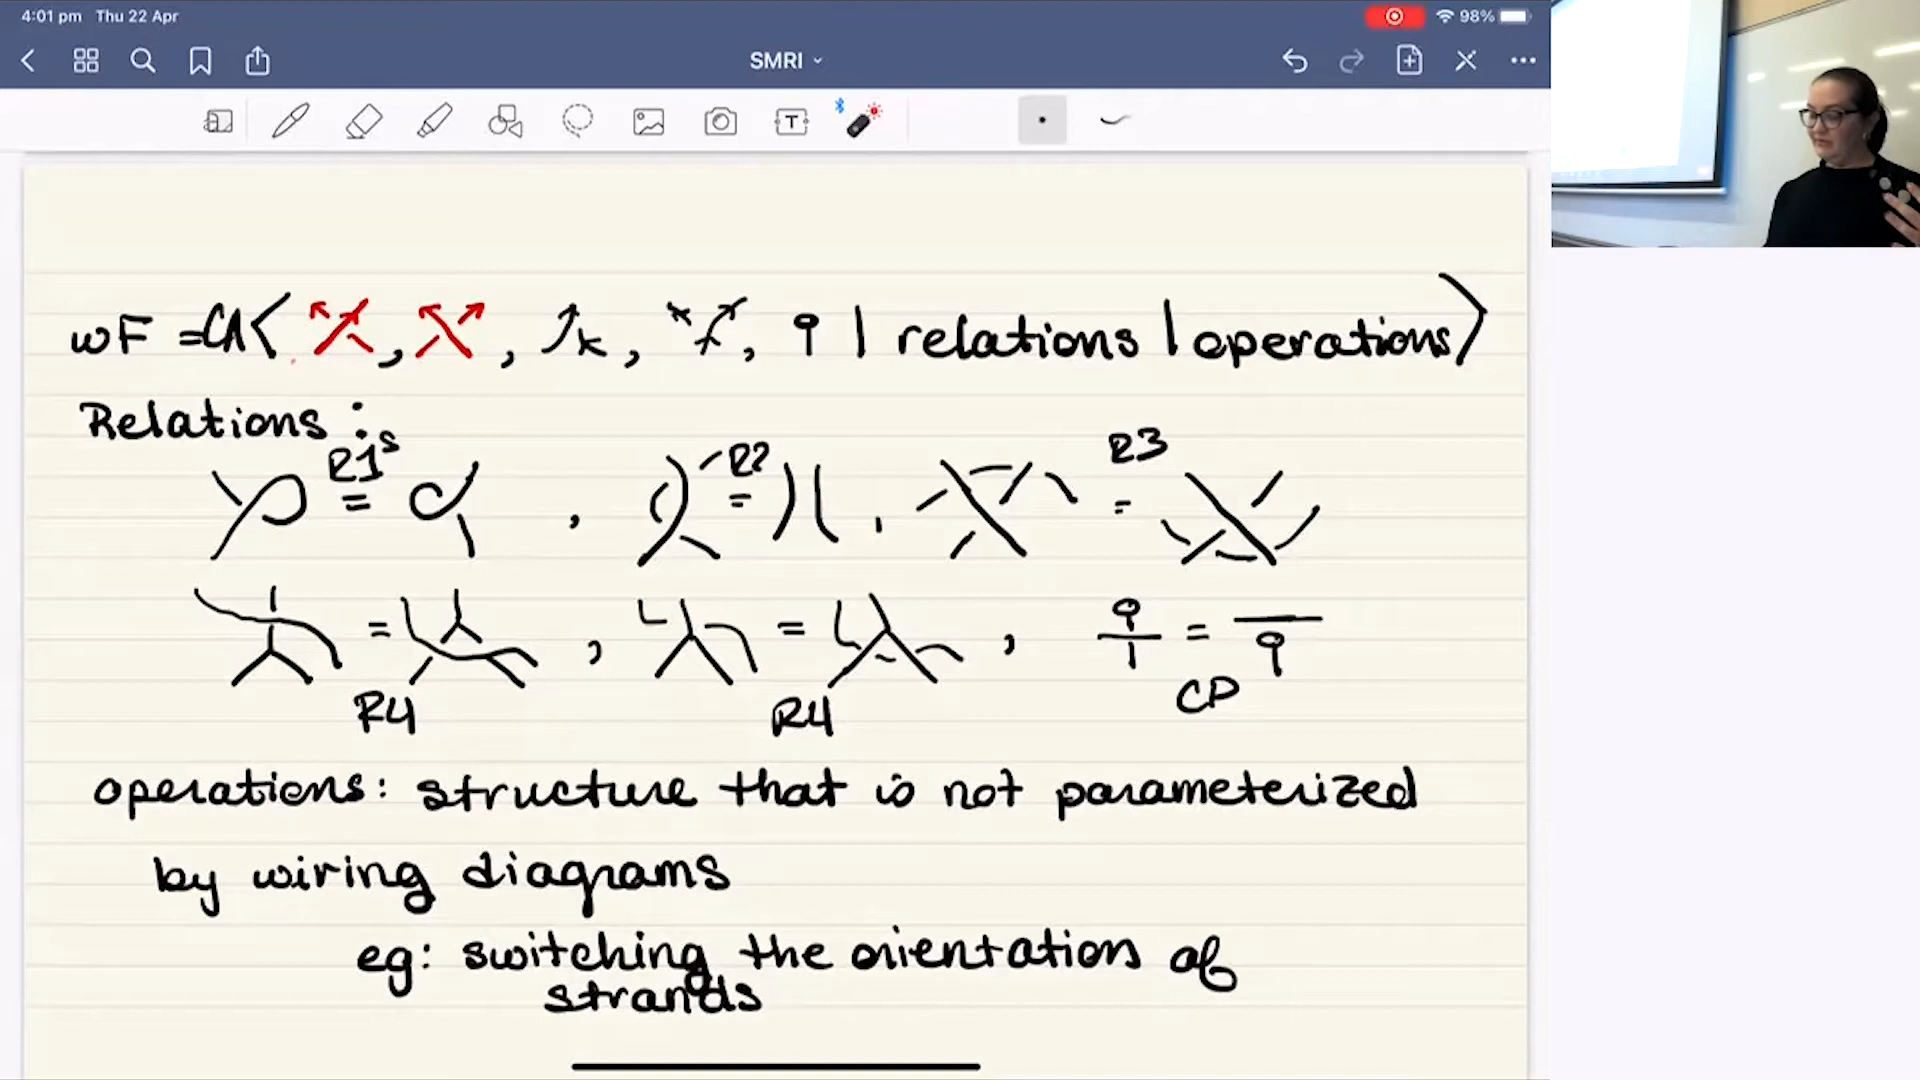 4:01 pm Thu 22 Apr
98%
SMRI
T
wF = CA< , , , , | relations | operations>
Relations:
R1ˢ = , R2 = , R3 =
= , = , =
R4 R4 CP
operations: structure that is not parameterized
by wiring diagrams
eg: switching the orientation of
strands